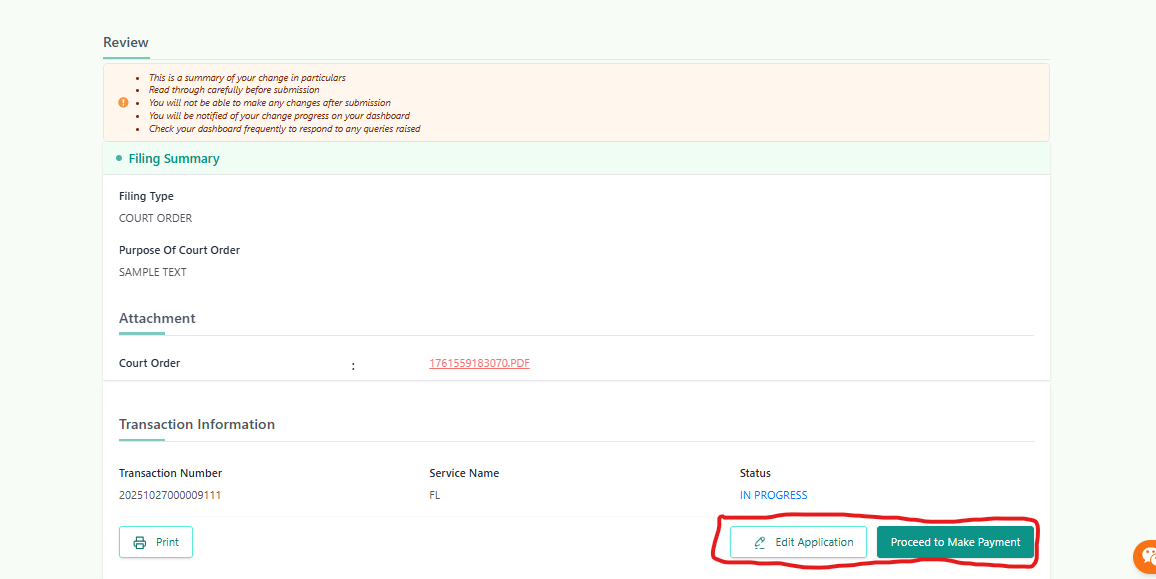 Review
This is a summary of your change in particulars
Read through carefully before submission
You will not be able to make any changes after submission
You will be notified of your change progress on your dashboard
Check your dashboard frequently to respond to any queries raised
Filing Summary
Filing Type
COURT ORDER
Purpose Of Court Order
SAMPLE TEXT
Attachment
Court Order : 1761559183070.PDF
Transaction Information
Transaction Number Service Name Status
20251027000009111 FL IN PROGRESS
Print Edit Application Proceed to Make Payment